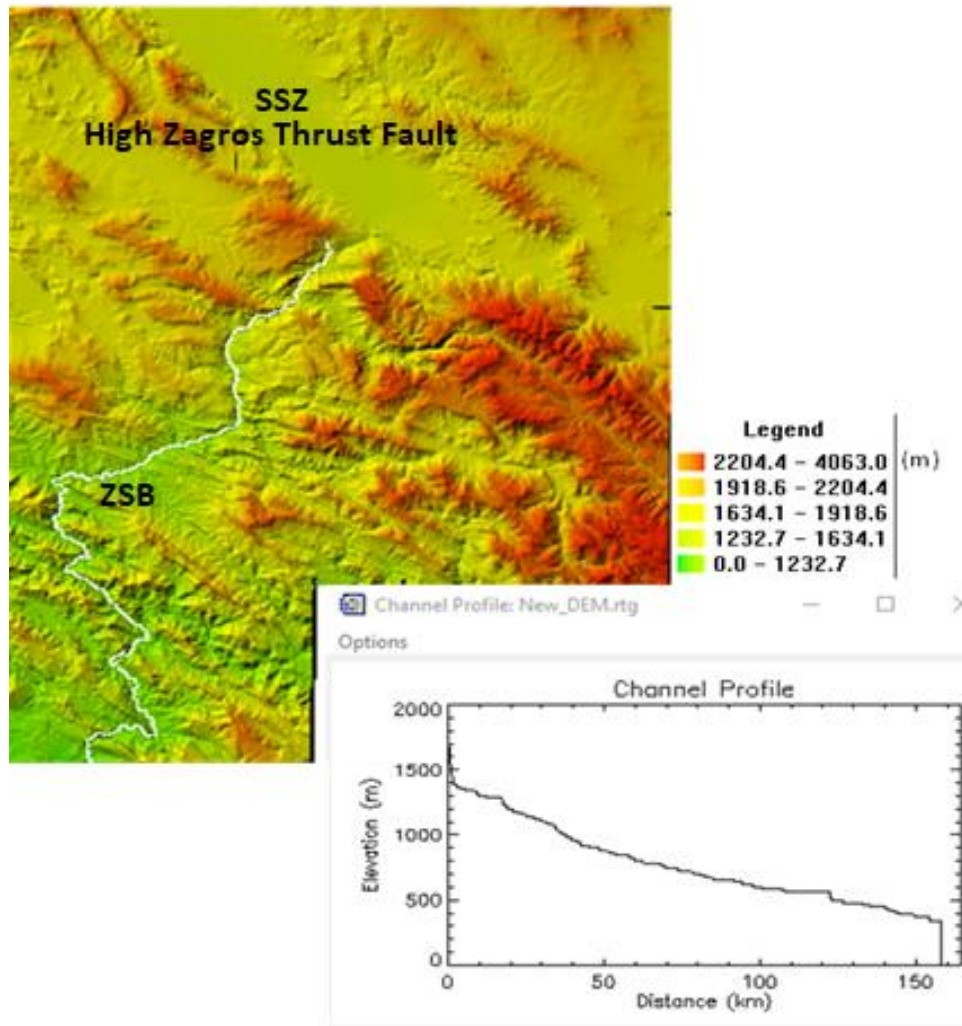 SSZ
High Zagros Thrust Fault
ZSB
Legend
2204.4 – 4063.0 (m)
1918.6 – 2204.4
1634.1 – 1918.6
1232.7 – 1634.1
0.0 – 1232.7
Channel Profile: New_DEM.rtg
Options
Channel Profile
2000
1500
1000
500
0
Elevation (m)
0 50 100 150
Distance (km)